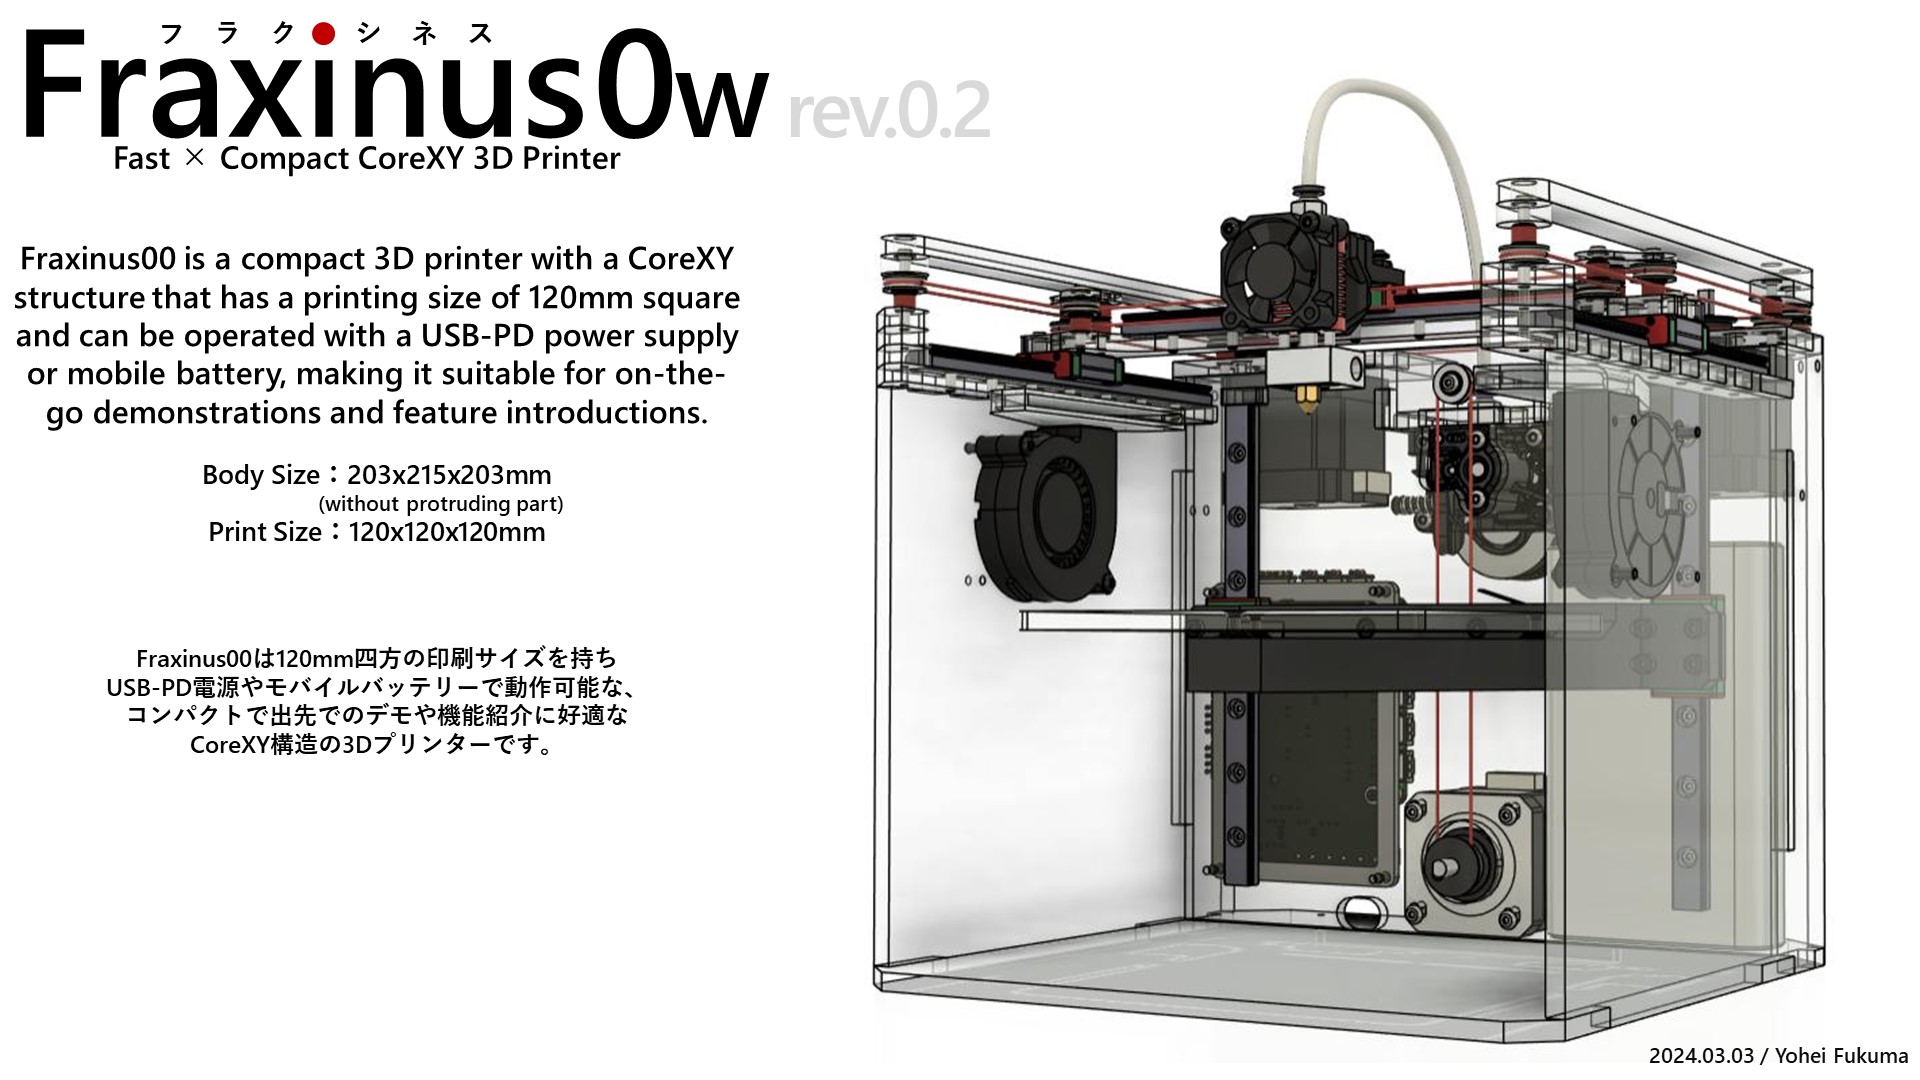 フラク●シネス
Fraxinus0w rev.0.2
Fast × Compact CoreXY 3D Printer
Fraxinus00 is a compact 3D printer with a CoreXY
structure that has a printing size of 120mm square
and can be operated with a USB-PD power supply
or mobile battery, making it suitable for on-the-
go demonstrations and feature introductions.
Body Size：203x215x203mm
(without protruding part)
Print Size：120x120x120mm
Fraxinus00は120mm四方の印刷サイズを持ち
USB-PD電源やモバイルバッテリーで動作可能な、
コンパクトで出先でのデモや機能紹介に好適な
CoreXY構造の3Dプリンターです。
2024.03.03 / Yohei Fukuma